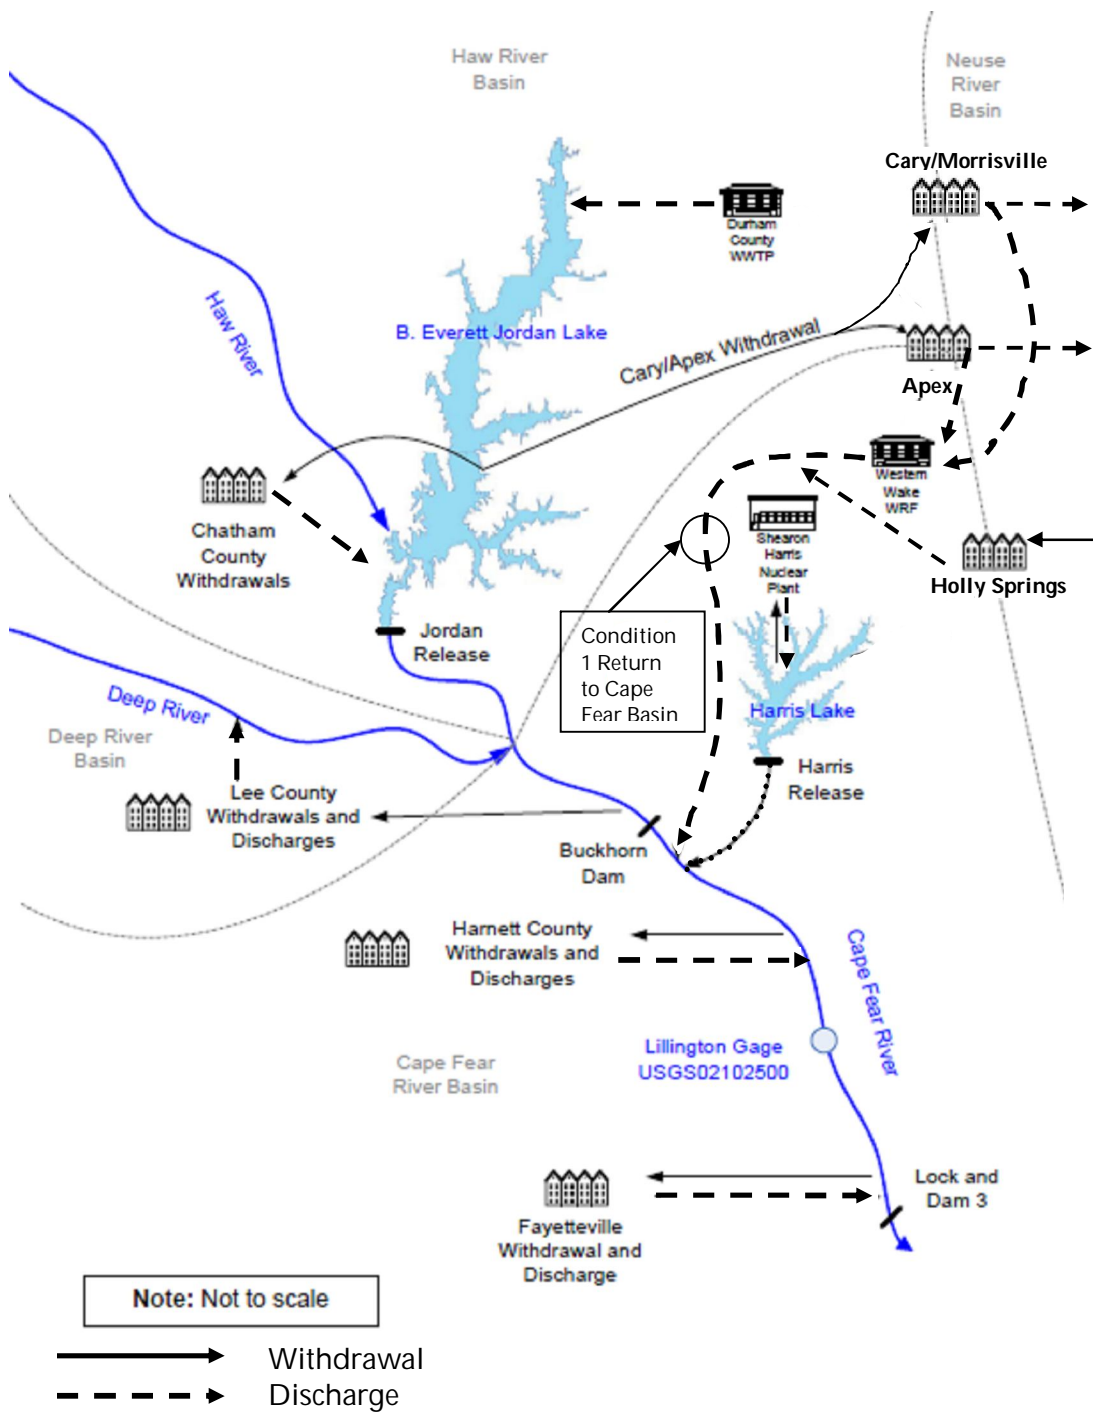 Haw River
Basin
Neuse
River
Basin
Cary/Morrisville
Durham
County
WWTP
Haw River
B. Everett Jordan Lake
Cary/Apex Withdrawal
Apex
Western
Wake
WRF
Chatham
County
Withdrawals
Shearon
Harris
Nuclear
Plant
Holly Springs
Jordan
Release
Condition
1 Return
to Cape
Fear Basin
Deep River
Harris Lake
Deep River
Basin
Harris
Release
Lee County
Withdrawals and
Discharges
Buckhorn
Dam
Harnett County
Withdrawals and
Discharges
Cape Fear River
Lillington Gage
USGS02102500
Cape Fear
River Basin
Lock and
Dam 3
Fayetteville
Withdrawal and
Discharge
Note: Not to scale
Withdrawal
Discharge